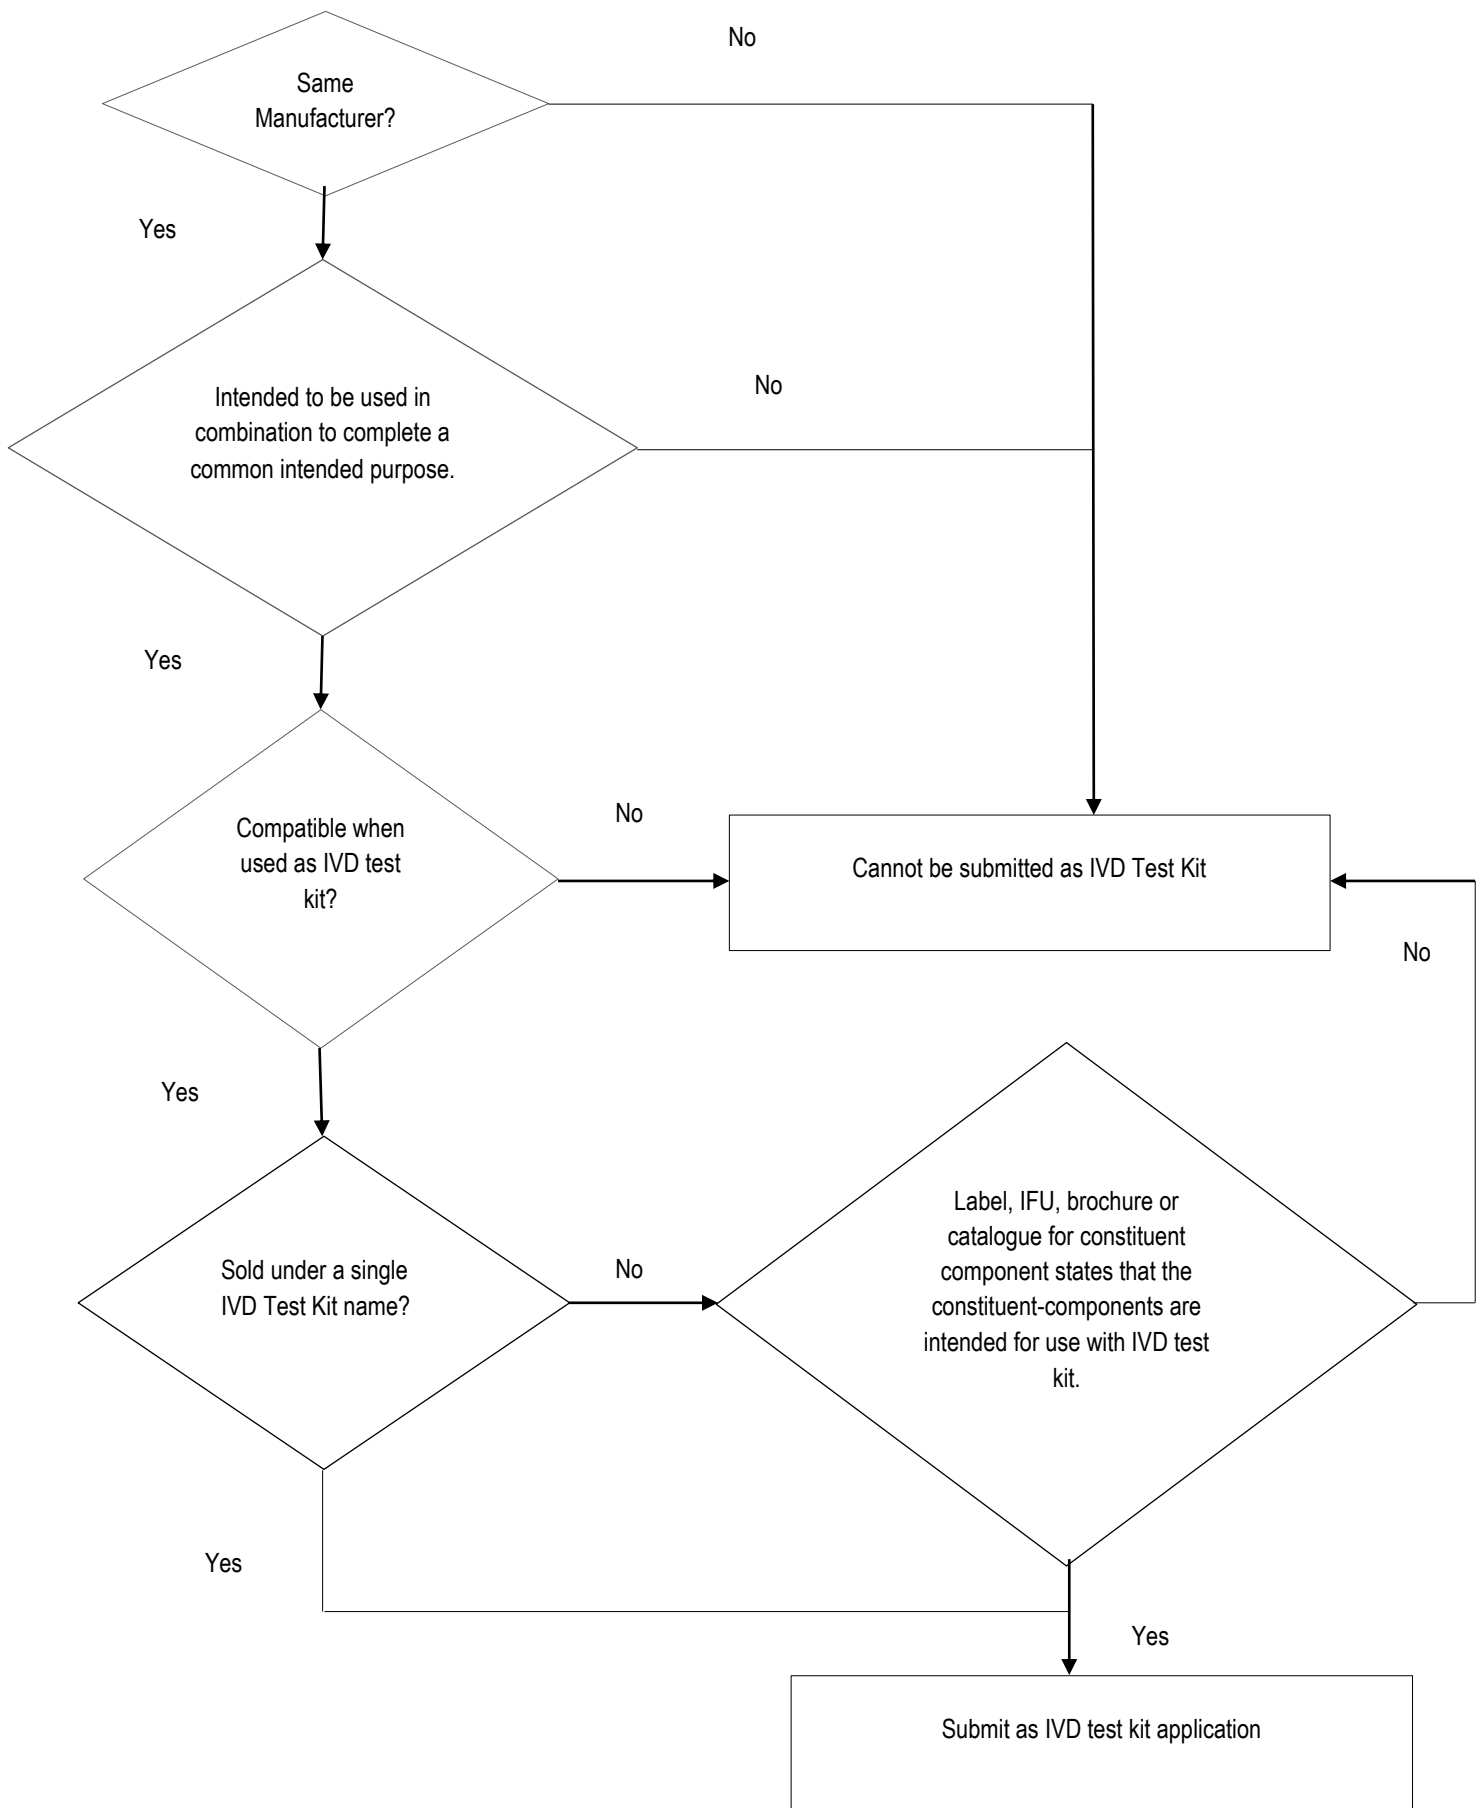 No
Same
Manufacturer?
Yes
Intended to be used in
combination to complete a
common intended purpose.
No
Yes
Compatible when
used as IVD test
kit?
No
Cannot be submitted as IVD Test Kit
No
Yes
Sold under a single
IVD Test Kit name?
No
Label, IFU, brochure or
catalogue for constituent
component states that the
constituent-components are
intended for use with IVD test
kit.
Yes
Yes
Submit as IVD test kit application